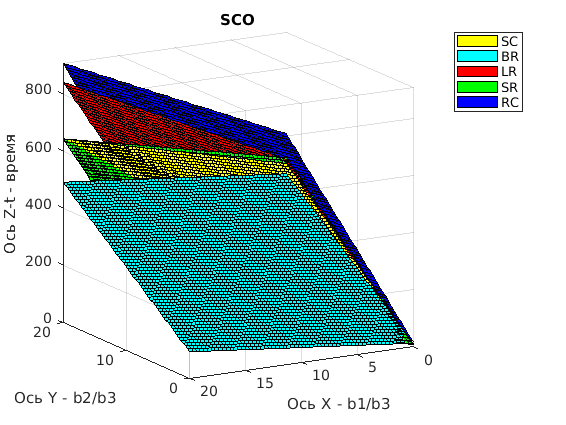 SCO
SC
BR
LR
SR
RC
800
600
400
200
0
Ось Z-t - время
20
10
0
Ось Y - b2/b3
20
15
10
5
0
Ось X - b1/b3